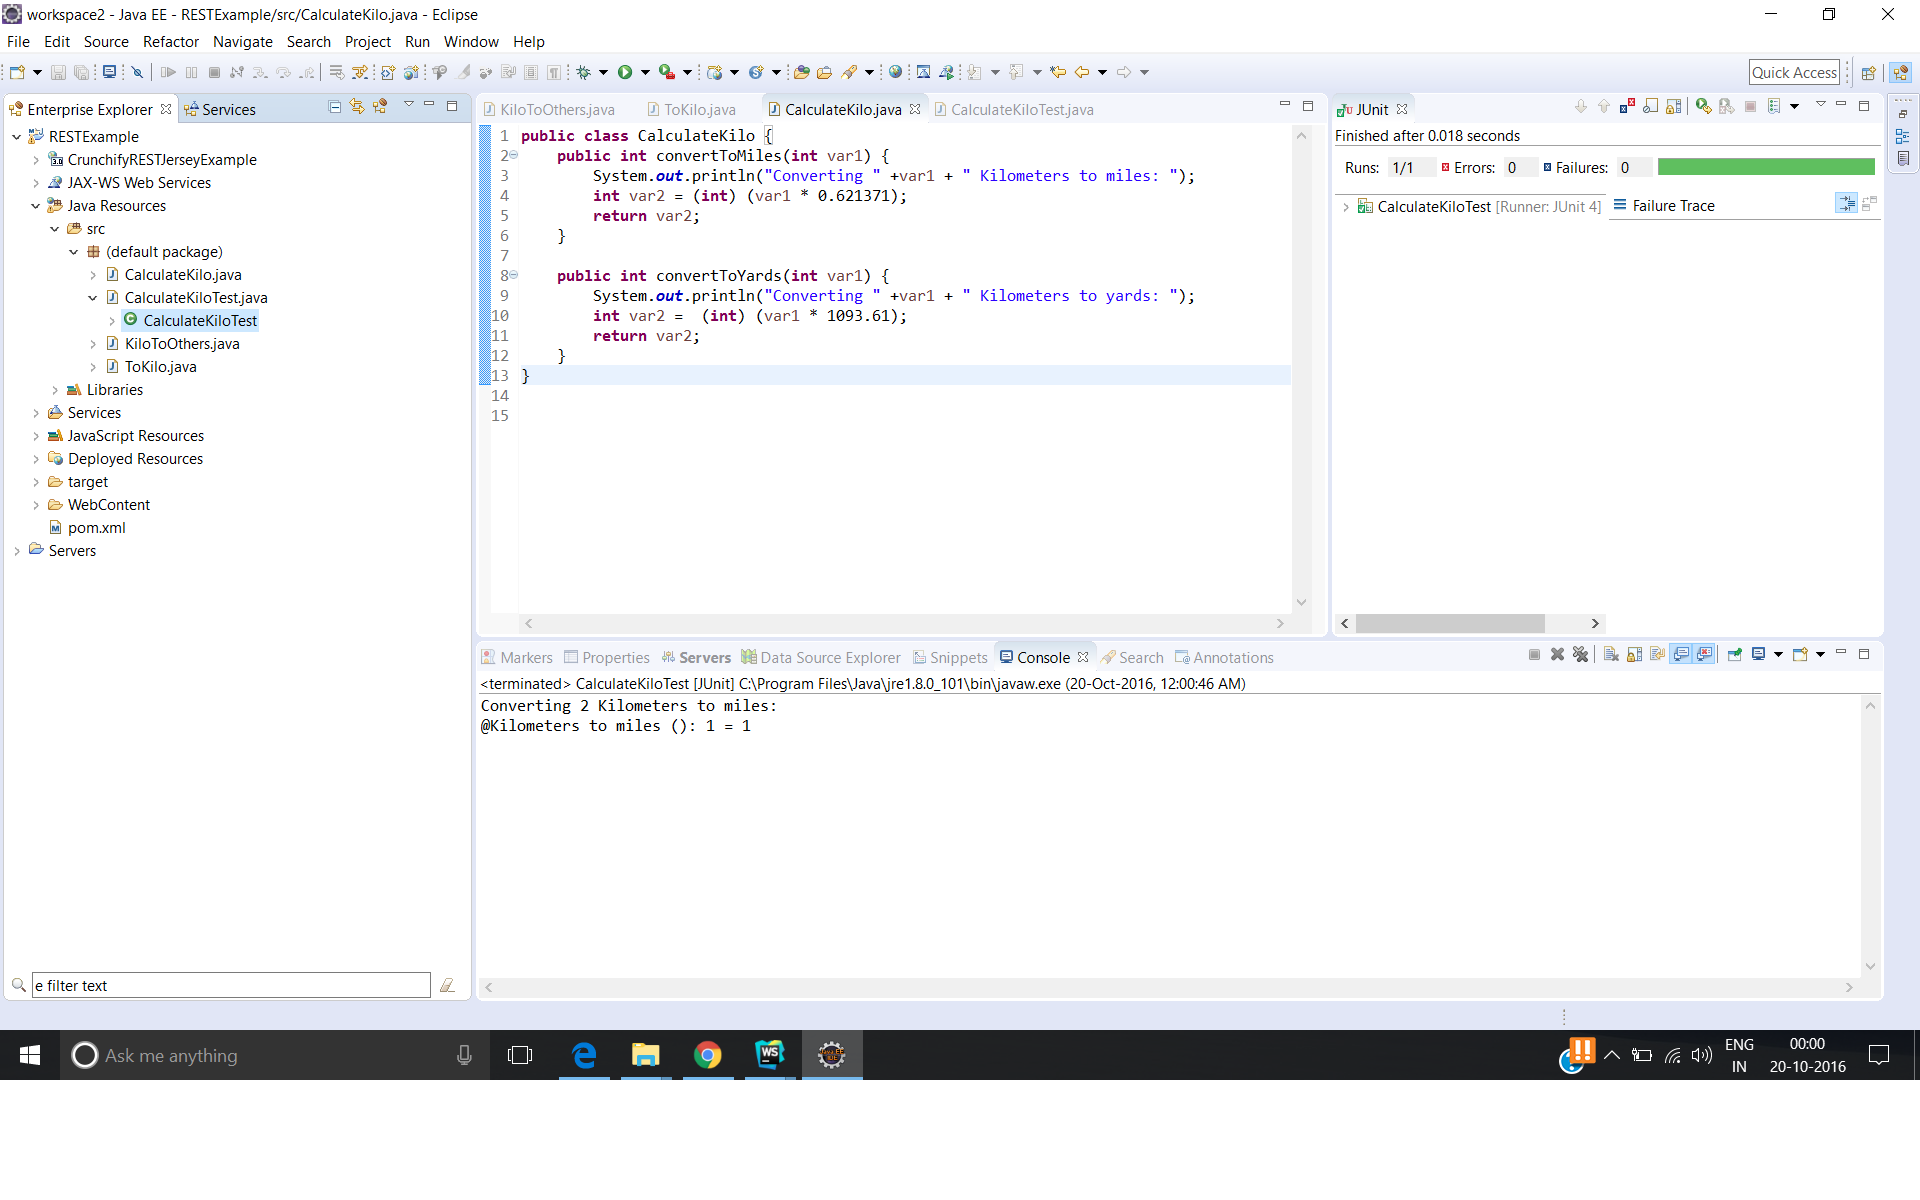 workspace2 - Java EE - RESTExample/src/CalculateKilo.java - Eclipse
File Edit Source Refactor Navigate Search Project Run Window Help
Quick Access
Enterprise Explorer
Services
RESTExample
CrunchifyRESTJerseyExample
JAX-WS Web Services
Java Resources
src
(default package)
CalculateKilo.java
CalculateKiloTest.java
CalculateKiloTest
KiloToOthers.java
ToKilo.java
Libraries
Services
JavaScript Resources
Deployed Resources
target
WebContent
pom.xml
Servers
e filter text
KiloToOthers.java ToKilo.java CalculateKilo.java CalculateKiloTest.java
1 public class CalculateKilo {
2 public int convertToMiles(int var1) {
3 System.out.println("Converting " +var1 + " Kilometers to miles: ");
4 int var2 = (int) (var1 * 0.621371);
5 return var2;
6 }
7
8 public int convertToYards(int var1) {
9 System.out.println("Converting " +var1 + " Kilometers to yards: ");
10 int var2 =  (int) (var1 * 1093.61);
11 return var2;
12 }
13 }
14
15
JUnit
Finished after 0.018 seconds
Runs: 1/1 Errors: 0 Failures: 0
CalculateKiloTest [Runner: JUnit 4]
Failure Trace
Markers Properties Servers Data Source Explorer Snippets Console Search Annotations
<terminated> CalculateKiloTest [JUnit] C:\Program Files\Java\jre1.8.0_101\bin\javaw.exe (20-Oct-2016, 12:00:46 AM)
Converting 2 Kilometers to miles:
@Kilometers to miles (): 1 = 1
Ask me anything
WS
ENG
IN
00:00
20-10-2016